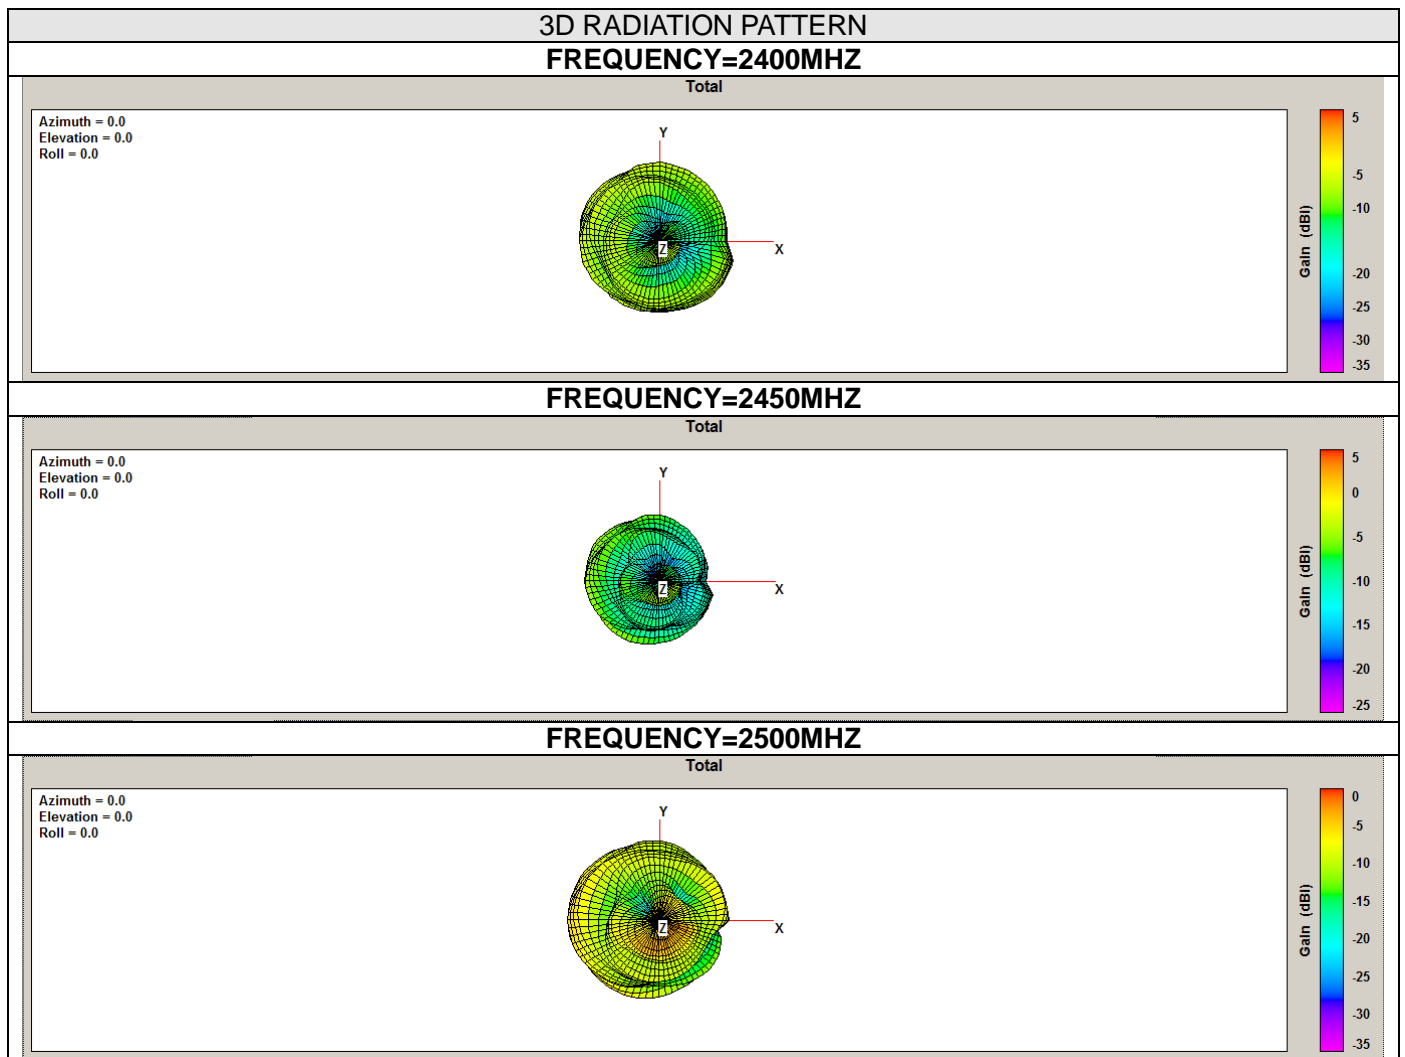 3D RADIATION PATTERN
FREQUENCY=2400MHZ
Total
Azimuth = 0.0
Elevation = 0.0
Roll = 0.0
Y
X
Z
5
-5
-10
-20
-25
-30
-35
Gain (dBi)
FREQUENCY=2450MHZ
Total
Azimuth = 0.0
Elevation = 0.0
Roll = 0.0
Y
X
Z
5
0
-5
-10
-15
-20
-25
Gain (dBi)
FREQUENCY=2500MHZ
Total
Azimuth = 0.0
Elevation = 0.0
Roll = 0.0
Y
X
Z
0
-5
-10
-15
-20
-25
-30
-35
Gain (dBi)